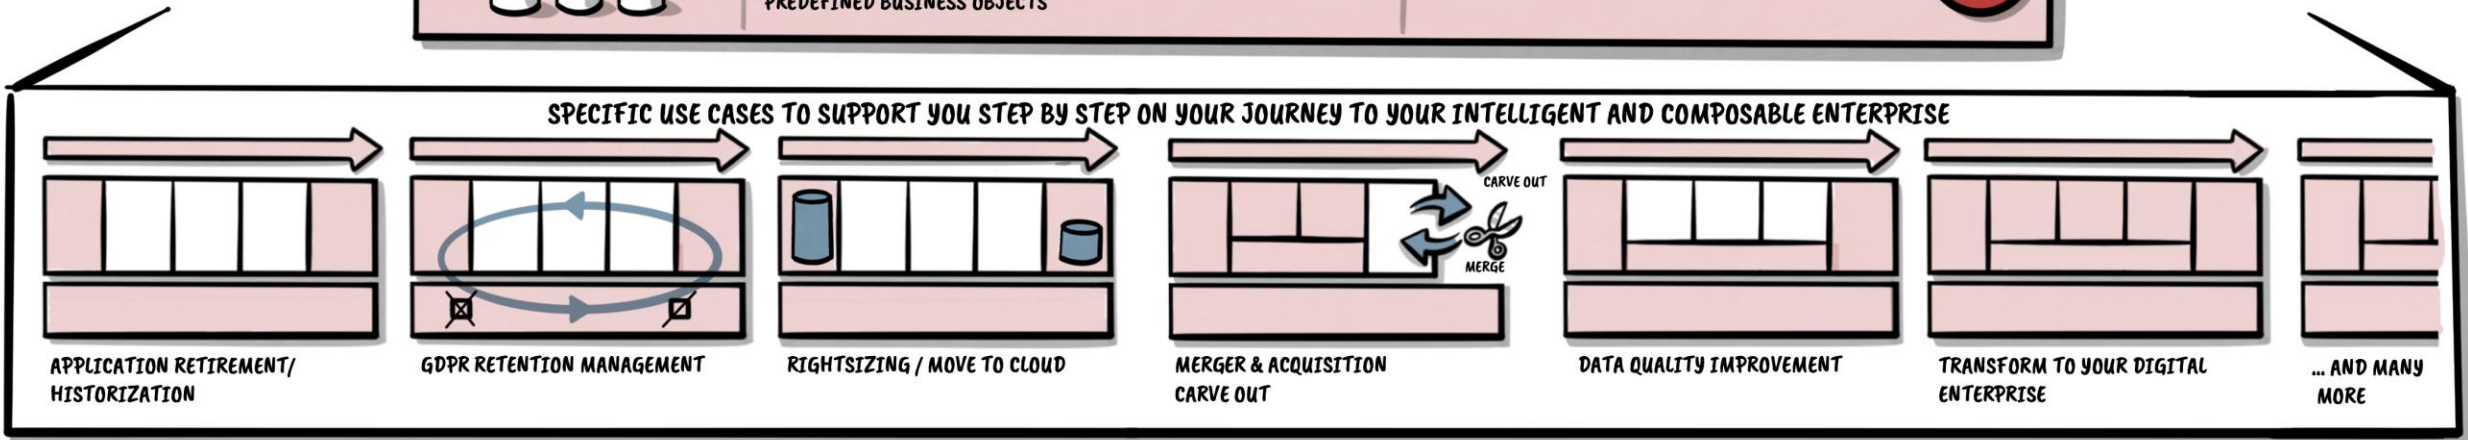 PREDEFINED BUSINESS OBJECTS
SPECIFIC USE CASES TO SUPPORT YOU STEP BY STEP ON YOUR JOURNEY TO YOUR INTELLIGENT AND COMPOSABLE ENTERPRISE
CARVE OUT
MERGE
APPLICATION RETIREMENT/
HISTORIZATION
GDPR RETENTION MANAGEMENT
RIGHTSIZING / MOVE TO CLOUD
MERGER & ACQUISITION
CARVE OUT
DATA QUALITY IMPROVEMENT
TRANSFORM TO YOUR DIGITAL
ENTERPRISE
... AND MANY
MORE